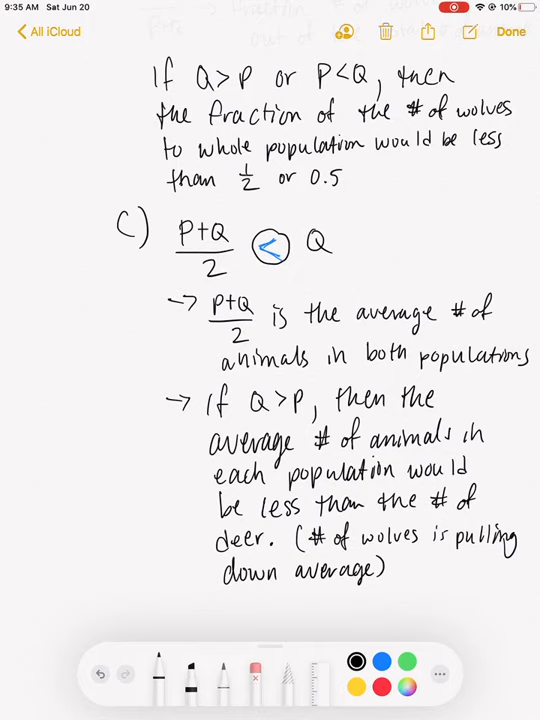 9:35 AM Sat Jun 20
10%
All iCloud
Done
If Q>P or P<Q, then
the fraction of the # of wolves
to whole population would be less
than 1/2 or 0.5
C) P+Q/2 < Q
→ P+Q/2 is the average # of
animals in both populations
→ If Q>P, then the
average # of animals in
each population would
be less than the # of
deer. (# of wolves is pulling
down average)